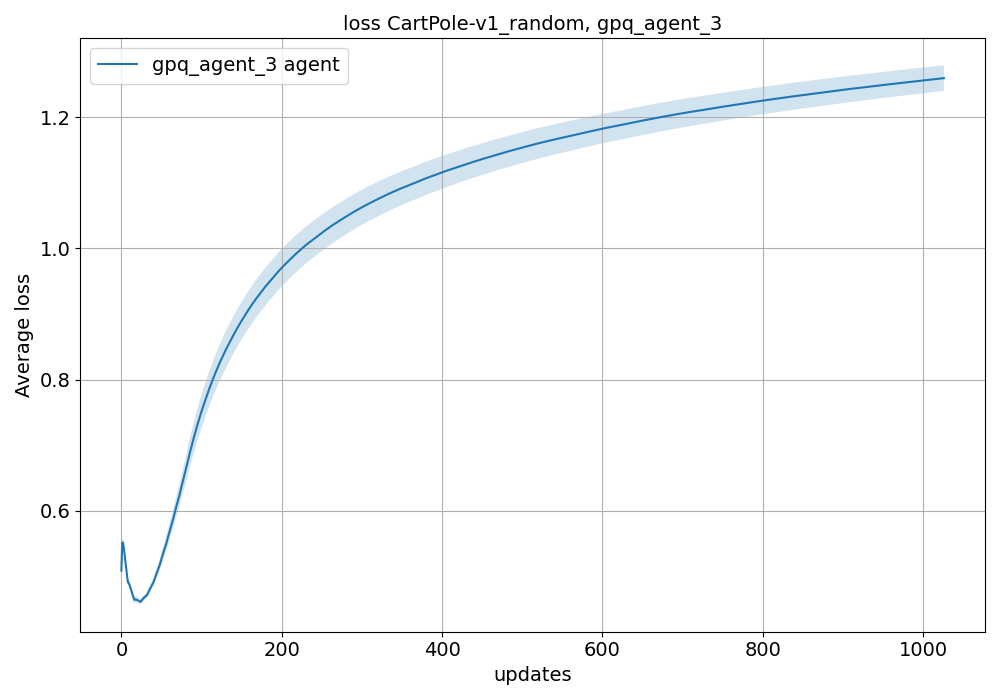 loss CartPole-v1_random, gpq_agent_3
gpq_agent_3 agent
Average loss
1.2
1.0
0.8
0.6
0
200
400
600
800
1000
updates